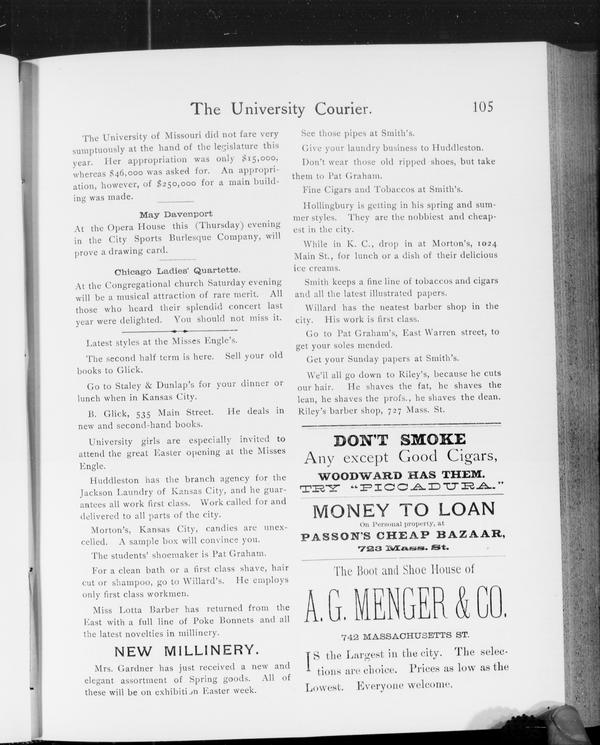 The University Courier. 105
The University of Missouri did not fare very
sumptuously at the hand of the legislature this
year. Her appropriation was only $15,000,
whereas $46,000 was asked for. An appropri-
ation, however, of $250,000 for a main build-
ing was made.
May Davenport
At the Opera House this (Thursday) evening
in the City Sports Burlesque Company, will
prove a drawing card.
Chicago Ladies' Quartette.
At the Congregational church Saturday evening
will be a musical attraction of rare merit. All
those who heard their splendid concert last
year were delighted. You should not miss it.
Latest styles at the Misses Engle's.
The second half term is here. Sell your old
books to Glick.
Go to Staley & Dunlap's for your dinner or
lunch when in Kansas City.
B. Glick, 535 Main Street. He deals in
new and second-hand books.
University girls are especially invited to
attend the great Easter opening at the Misses
Engle.
Huddleston has the branch agency for the
Jackson Laundry of Kansas City, and he guar-
antees all work first class. Work called for and
delivered to all parts of the city.
Morton's, Kansas City, candies are unex-
celled. A sample box will convince you.
The students' shoemaker is Pat Graham.
For a clean bath or a first class shave, hair
cut or shampoo, go to Willard's. He employs
only first class workmen.
Miss Lotta Barber has returned from the
East with a full line of Poke Bonnets and all
the latest novelties in millinery.
NEW MILLINERY.
Mrs. Gardner has just received a new and
elegant assortment of Spring goods. All of
these will be on exhibition Easter week.
See those pipes at Smith's.
Give your laundry business to Huddleston.
Don't wear those old ripped shoes, but take
them to Pat Graham.
Fine Cigars and Tobaccos at Smith's.
Hollingbury is getting in his spring and sum-
mer styles. They are the nobbiest and cheap-
est in the city.
While in K. C., drop in at Morton's, 1024
Main St., for lunch or a dish of their delicious
ice creams.
Smith keeps a fine line of tobaccos and cigars
and all the latest illustrated papers.
Willard has the neatest barber shop in the
city. His work is first class.
Go to Pat Graham's, East Warren street, to
get your soles mended.
Get your Sunday papers at Smith's.
We'll all go down to Riley's, because he cuts
our hair. He shaves the fat, he shaves the
lean, he shaves the profs., he shaves the dean.
Riley's barber shop, 727 Mass. St.
DON'T SMOKE
Any except Good Cigars,
WOODWARD HAS THEM.
TRY "PICCADURA."
MONEY TO LOAN
On Personal property, at
PASSON'S CHEAP BAZAAR,
723 Mass. St.
The Boot and Shoe House of
A. G. MENGER & CO.
742 MASSACHUSETTS ST.
IS the Largest in the city. The selec-
tions are choice. Prices as low as the
Lowest. Everyone welcome.